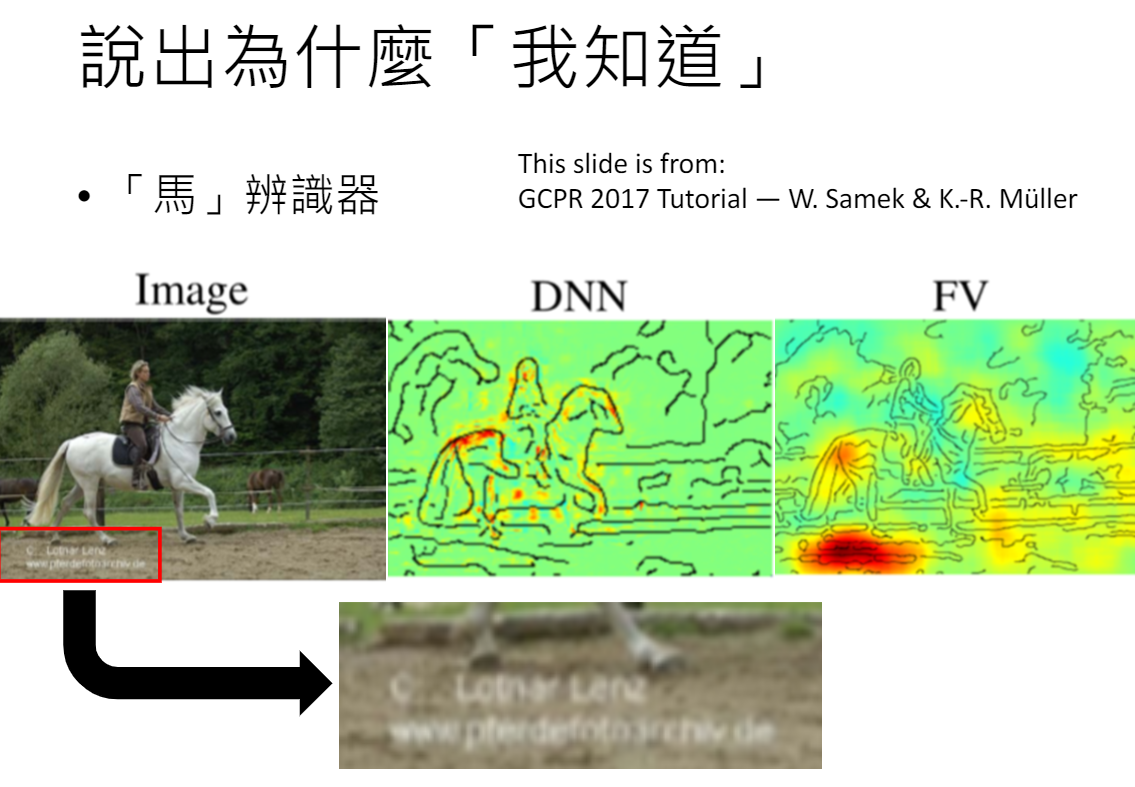 說出為什麼「我知道」
• 「馬」辨識器
This slide is from:
GCPR 2017 Tutorial — W. Samek & K.-R. Müller
Image
DNN
FV
C... Lothar Lenz
www.pferdefotoarchiv.de
C... Lothar Lenz
www.pferdefotoarchiv.de